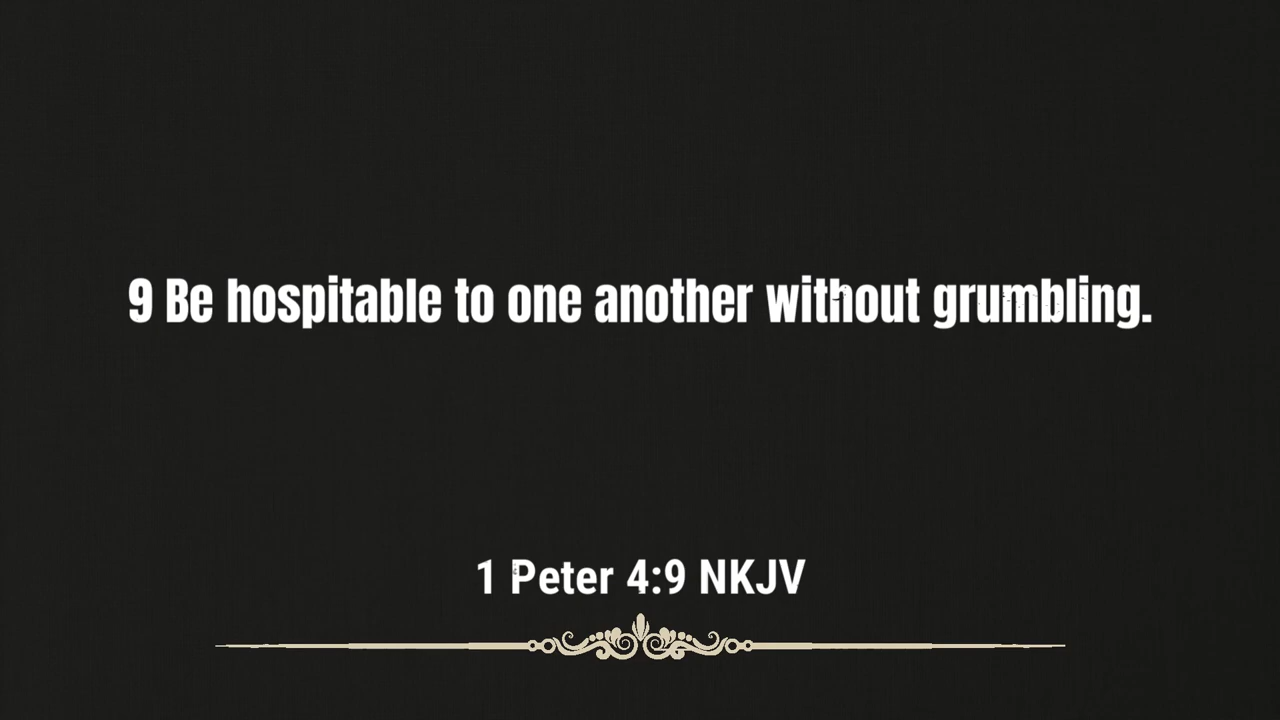 9 Be hospitable to one another without grumbling.
1 Peter 4:9 NKJV